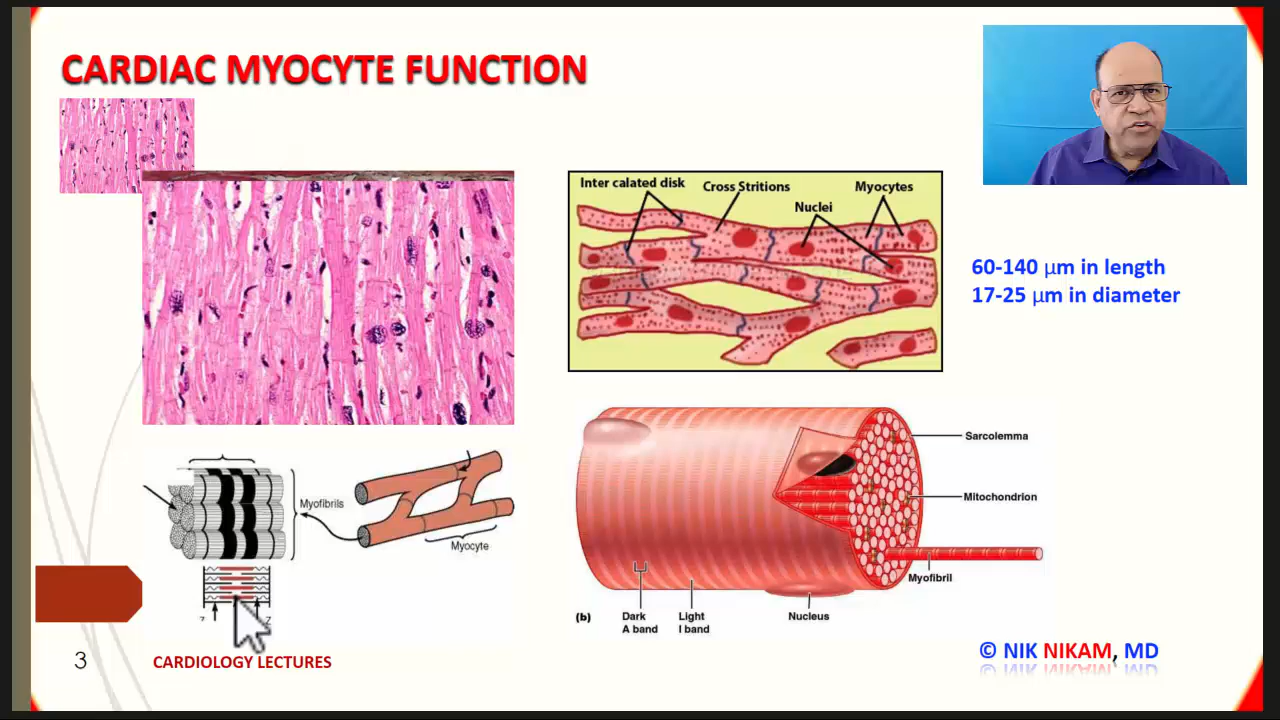 CARDIAC MYOCYTE FUNCTION
Inter calated disk
Cross Stritions
Myocytes
Nuclei
60-140 µm in length
17-25 µm in diameter
Myofibrils
Myocyte
Z
Sarcolemma
Mitochondrion
Myofibril
(b)
Dark
A band
Light
I band
Nucleus
3
CARDIOLOGY LECTURES
© NIK NIKAM, MD